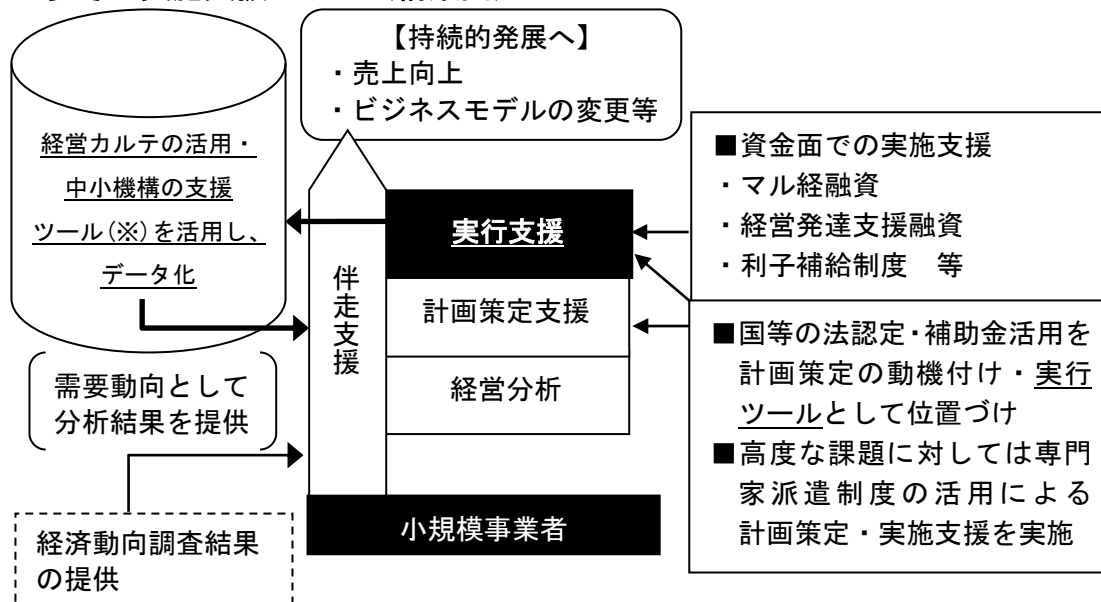 【持続的発展へ】
・売上向上
・ビジネスモデルの変更等
経営カルテの活用・
中小機構の支援
ツール(※)を活用し、
データ化
需要動向として
分析結果を提供
経済動向調査結果
の提供
伴走支援
実行支援
計画策定支援
経営分析
小規模事業者
■資金面での実施支援
・マル経融資
・経営発達支援融資
・利子補給制度　等
■国等の法認定・補助金活用を
計画策定の動機付け・実行
ツールとして位置づけ
■高度な課題に対しては専門
家派遣制度の活用による
計画策定・実施支援を実施